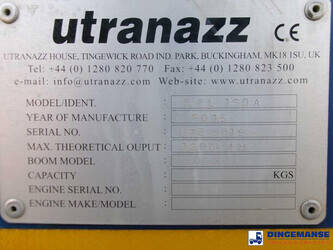 utranazz CE
UTRANAZZ HOUSE, TINGEWICK ROAD IND. PARK, BUCKINGHAM, MK18 1SU, UK
Tel: +44 (0) 1280 820 770 Fax: +44 (0) 1280 823 500
e-mail: info@utranazz.com Web-site: www.utranazz.com
MODEL/IDENT.
YEAR OF MANUFACTURE
SERIAL NO.
MAX. THEORETICAL OUPUT
BOOM MODEL
CAPACITY KGS
ENGINE SERIAL NO.
ENGINE MAKE/MODEL
DINGEMANSE